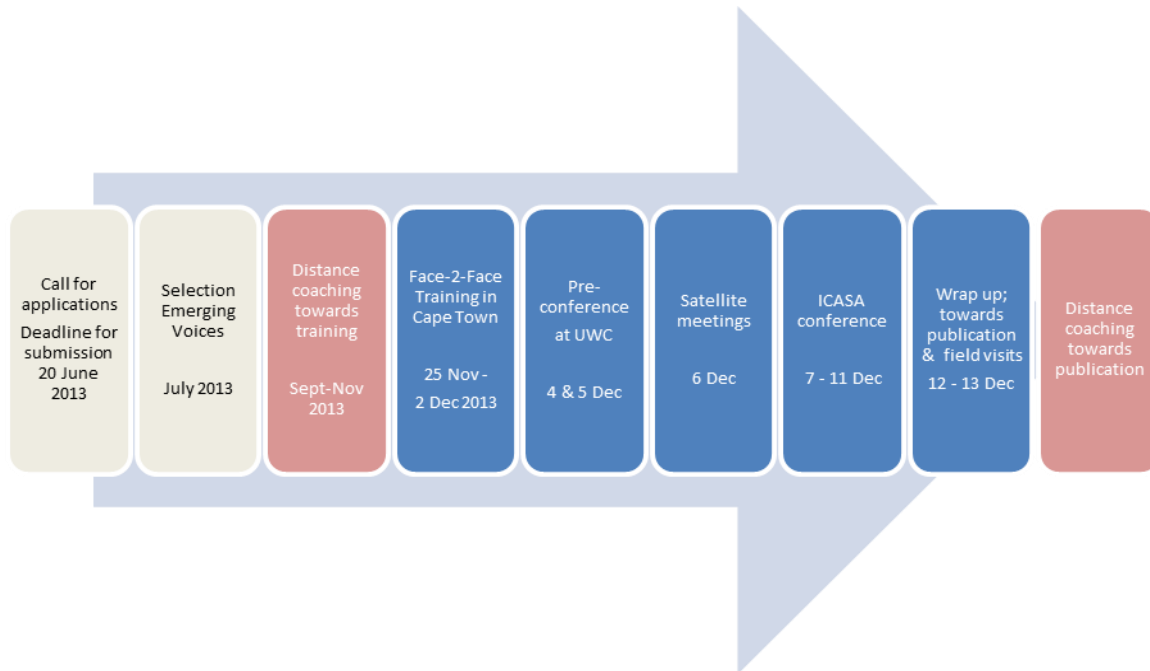 Call for
applications
Deadline for
submission
20 June
2013
Selection
Emerging
Voices
July 2013
Distance
coaching
towards
training
Sept-Nov
2013
Face-2-Face
Training in
Cape Town
25 Nov -
2 Dec 2013
Pre-
conference
at UWC
4 & 5 Dec
Satellite
meetings
6 Dec
ICASA
conference
7 - 11 Dec
Wrap up;
towards
publication
& field visits
12 - 13 Dec
Distance
coaching
towards
publication